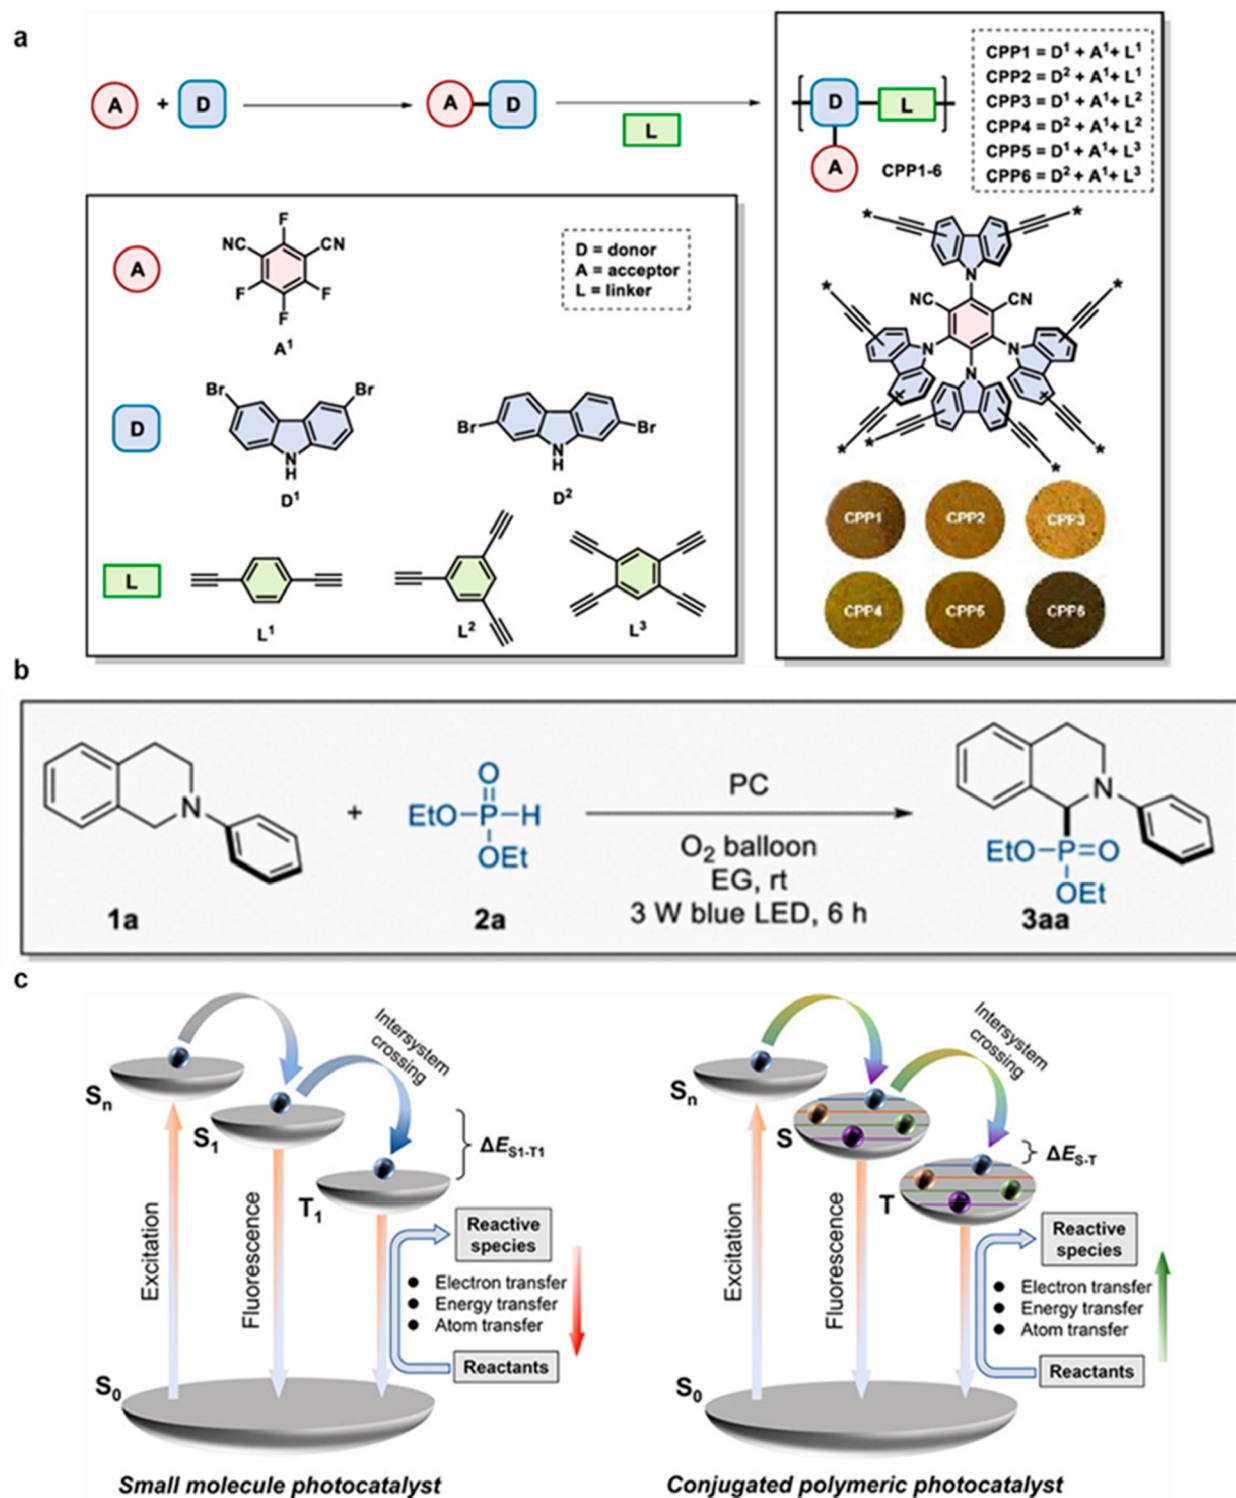 a
A + D
A D
L
D L
A
CPP1-6
CPP1 = D¹ + A¹+ L¹
CPP2 = D² + A¹+ L¹
CPP3 = D¹ + A¹+ L²
CPP4 = D² + A¹+ L²
CPP5 = D¹ + A¹+ L³
CPP6 = D² + A¹+ L³
A
F
NC CN
F F
F
A¹
D = donor
A = acceptor
L = linker
D
Br Br
N
H
D¹
Br Br
N
H
D²
L
L¹
L²
L³
* *
N
NC CN
* *
N N
N
* * * *
*
CPP1 CPP2 CPP3
CPP4 CPP5 CPP6
b
N
1a
+
O
EtO–P–H
OEt
2a
PC
O₂ balloon
EG, rt
3 W blue LED, 6 h
N
EtO–P=O
OEt
3aa
c
Intersystem
crossing
Sₙ
S₁
T₁
ΔE_S1-T1
Excitation
Fluorescence
Reactive
species
● Electron transfer
● Energy transfer
● Atom transfer
Reactants
S₀
Small molecule photocatalyst
Intersystem
crossing
Sₙ
S
T
ΔE_S-T
Excitation
Fluorescence
Reactive
species
● Electron transfer
● Energy transfer
● Atom transfer
Reactants
S₀
Conjugated polymeric photocatalyst